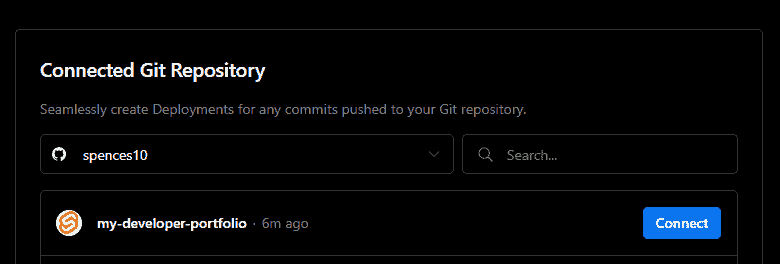 Connected Git Repository
Seamlessly create Deployments for any commits pushed to your Git repository.
spences10
Search...
my-developer-portfolio · 6m ago
Connect